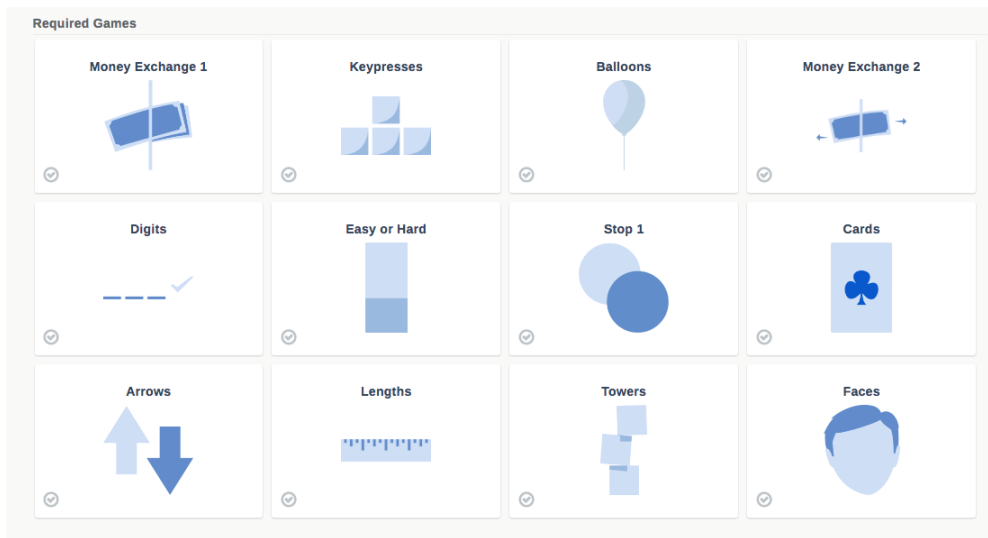 Required Games
Money Exchange 1
Keypresses
Balloons
Money Exchange 2
Digits
Easy or Hard
Stop 1
Cards
Arrows
Lengths
Towers
Faces